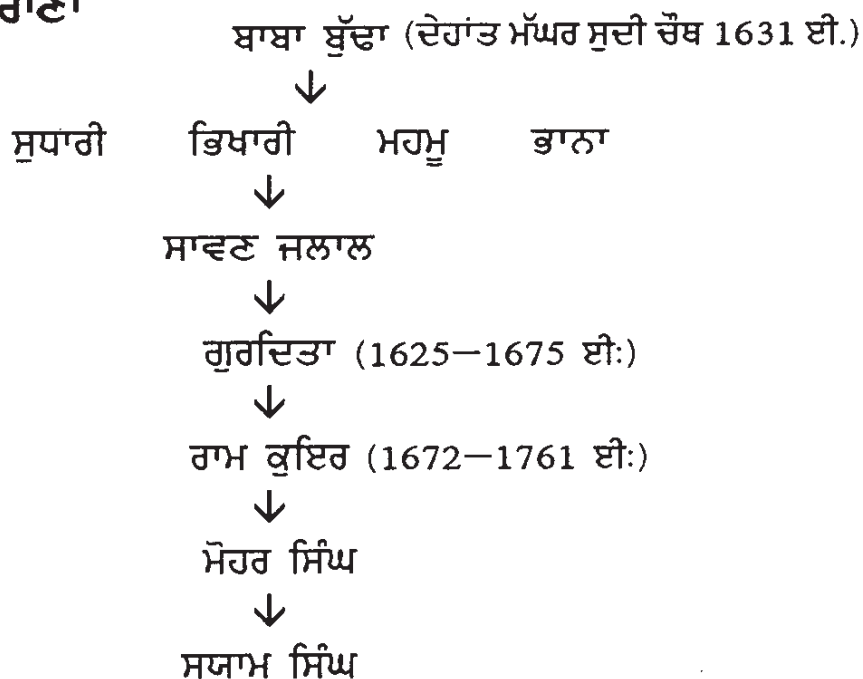 ਬਾਬਾ ਬੁੱਢਾ (ਦੇਹਾਂਤ ਮੱਘਰ ਸੁਦੀ ਚੌਥ 1631 ਈ.)
↓
ਸੁਧਾਰੀ ਭਿਖਾਰੀ ਮਹਮੂ ਭਾਨਾ
↓
ਸਾਵਣ ਜਲਾਲ
↓
ਗੁਰਦਿਤਾ (1625—1675 ਈਃ)
↓
ਰਾਮ ਕੁਇਰ (1672—1761 ਈਃ)
↓
ਮੋਹਰ ਸਿੰਘ
↓
ਸਯਾਮ ਸਿੰਘ